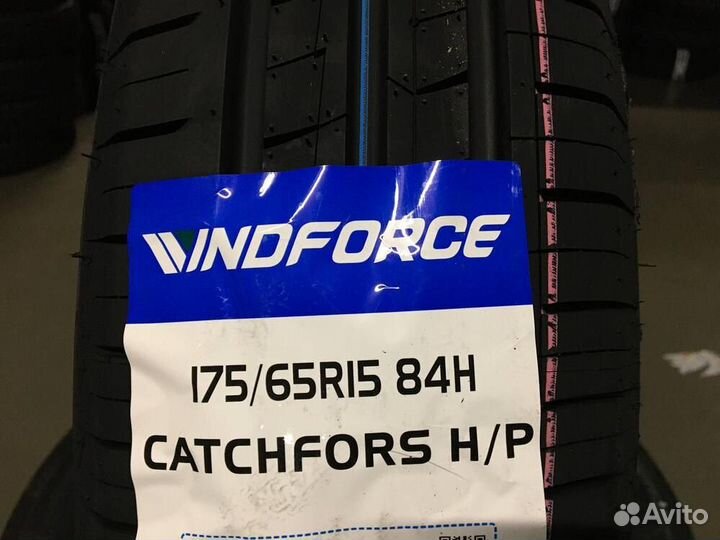 WINDFORCE
175/65R15 84H
CATCHFORS H/P
Avito